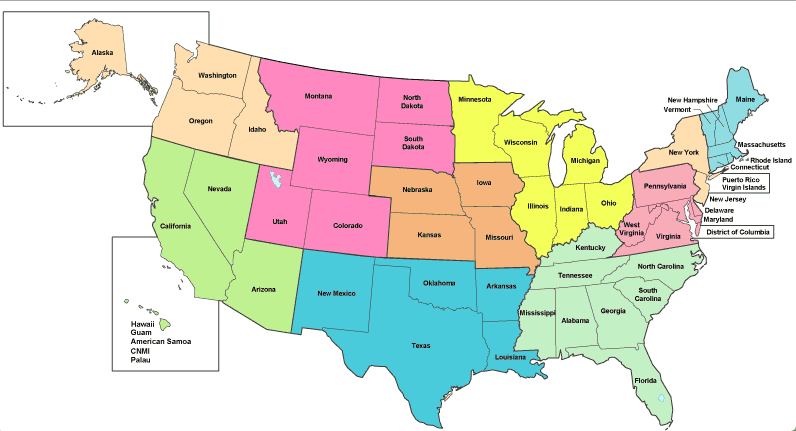 Alaska
Washington
Montana
North
Dakota
Minnesota
Oregon
Idaho
South
Dakota
Wisconsin
Michigan
New Hampshire
Vermont
Maine
New York
Massachusetts
Rhode Island
Connecticut
Wyoming
Nebraska
Iowa
Illinois
Indiana
Ohio
Pennsylvania
Puerto Rico
Virgin Islands
New Jersey
Delaware
Maryland
District of Columbia
Nevada
California
Utah
Colorado
Kansas
Missouri
West
Virginia
Virginia
Kentucky
Arizona
New Mexico
Oklahoma
Arkansas
Tennessee
North Carolina
South
Carolina
Mississippi
Alabama
Georgia
Texas
Louisiana
Florida
Hawaii
Guam
American Samoa
CNMI
Palau